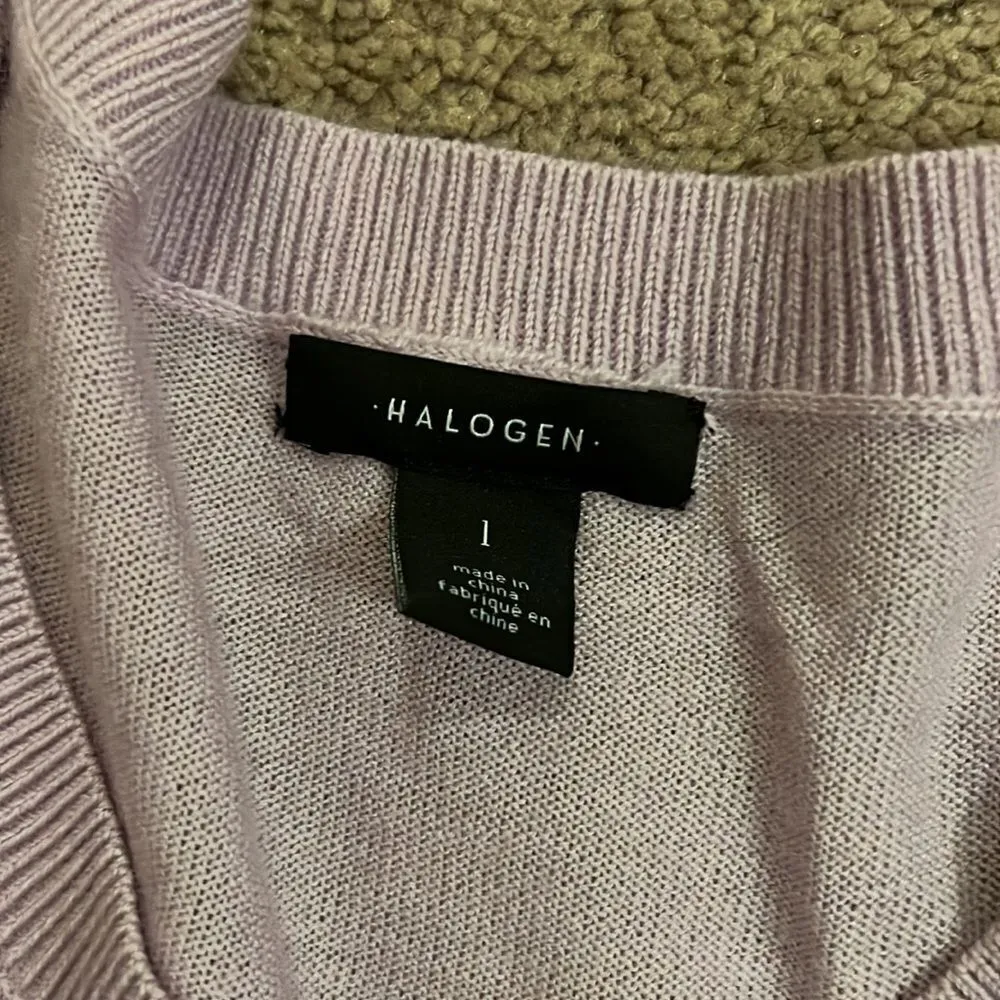 ·HALOGEN·
l
made in
china
fabriqué en
chine